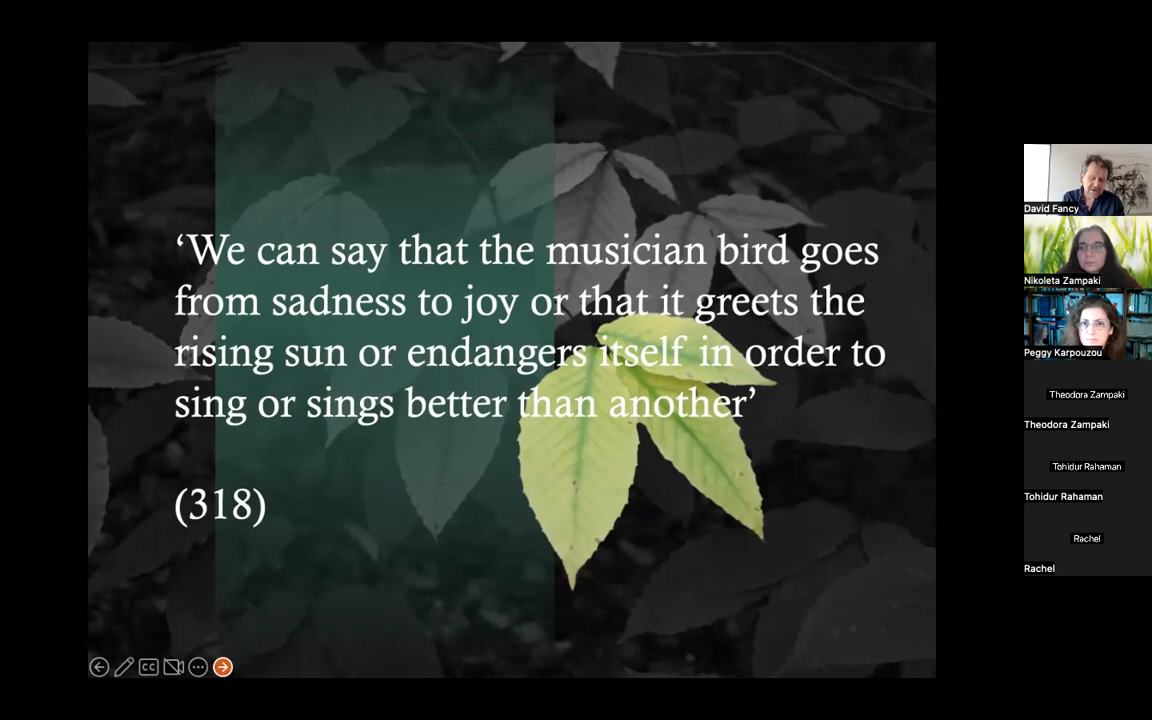 ‘We can say that the musician bird goes
from sadness to joy or that it greets the
rising sun or endangers itself in order to
sing or sings better than another’
(318)
CC
David Fancy
Nikoleta Zampaki
Peggy Karpouzou
Theodora Zampaki
Theodora Zampaki
Tohidur Rahaman
Tohidur Rahaman
Rachel
Rachel